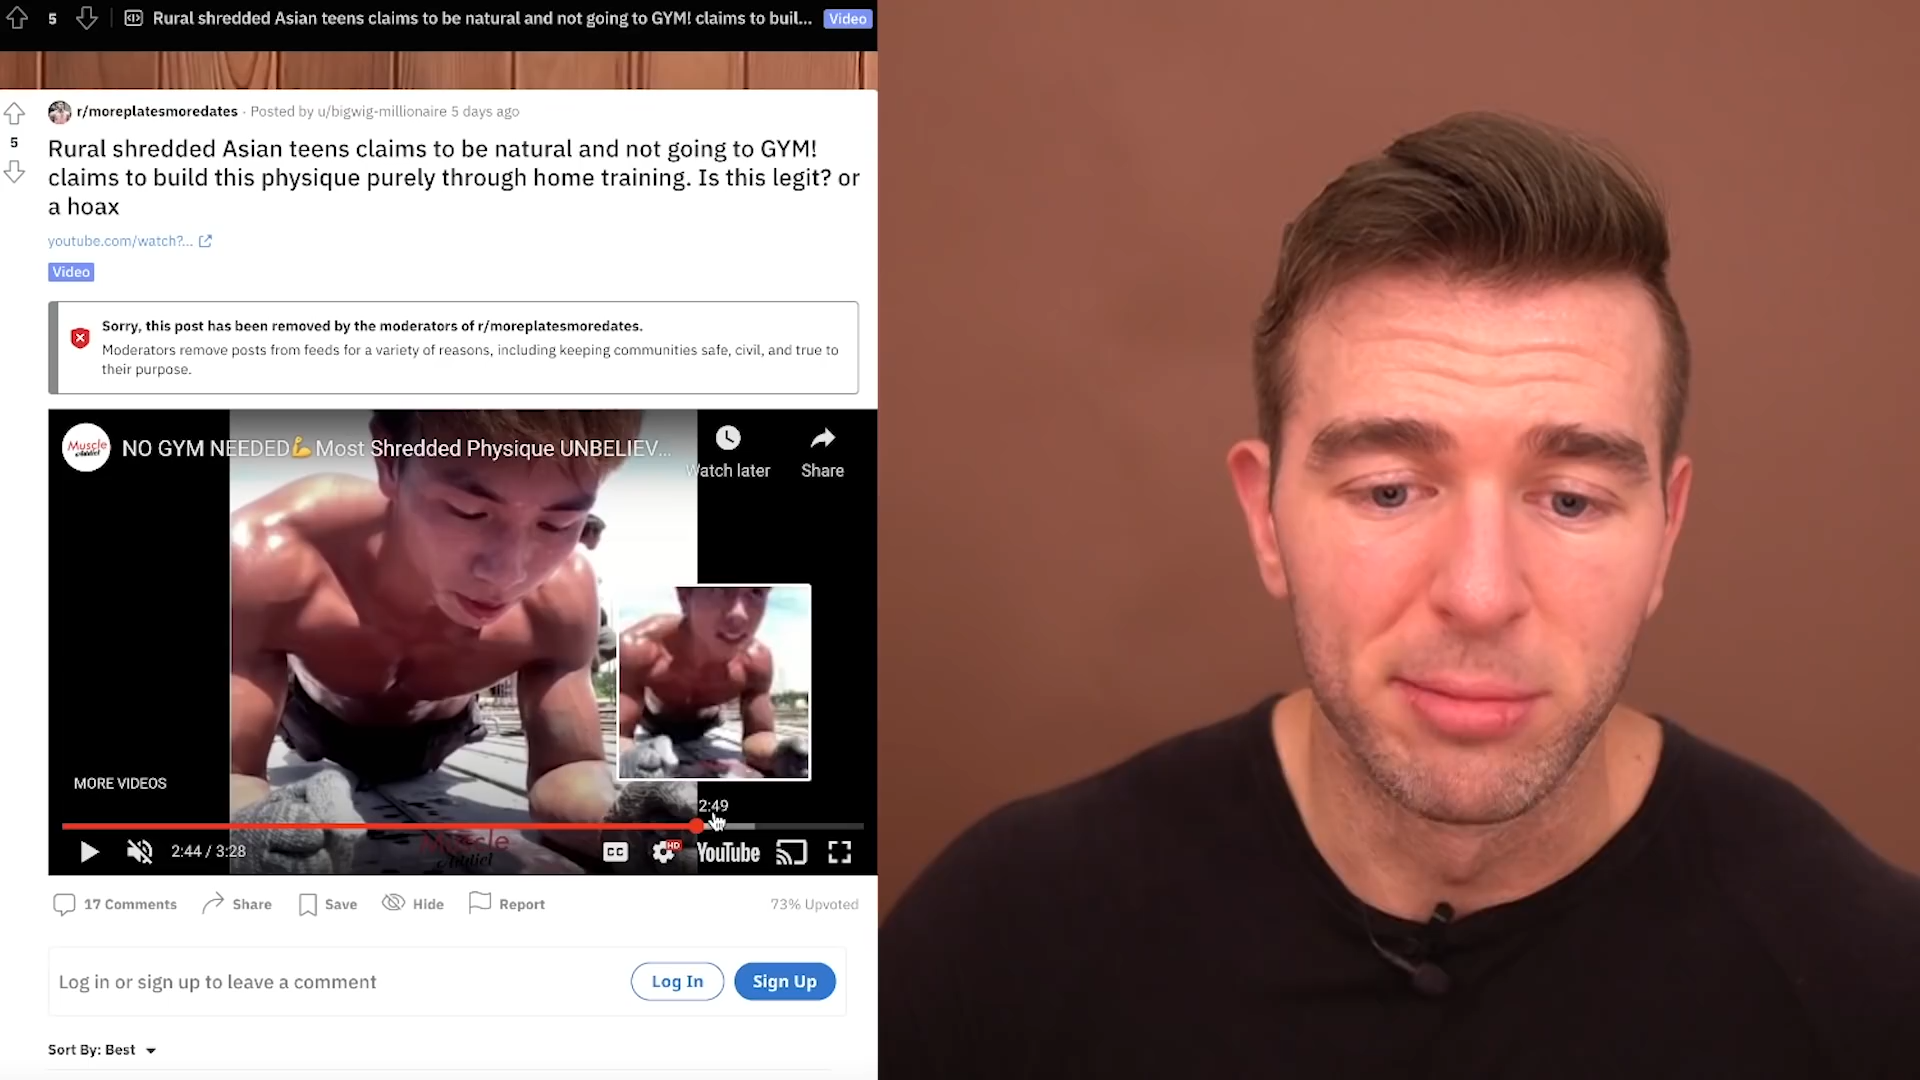 5
Rural shredded Asian teens claims to be natural and not going to GYM! claims to buil...
Video
r/moreplatesmoredates · Posted by u/bigwig-millionaire 5 days ago
5
Rural shredded Asian teens claims to be natural and not going to GYM!
claims to build this physique purely through home training. Is this legit? or
a hoax
youtube.com/watch?...
Video
Sorry, this post has been removed by the moderators of r/moreplatesmoredates.
Moderators remove posts from feeds for a variety of reasons, including keeping communities safe, civil, and true to
their purpose.
Muscle
Addict
NO GYM NEEDED💪Most Shredded Physique UNBELIEV...
Watch later
Share
MORE VIDEOS
2:49
Muscle
Addict
2:44 / 3:28
CC
HD
YouTube
17 Comments
Share
Save
Hide
Report
73% Upvoted
Log in or sign up to leave a comment
Log In
Sign Up
Sort By: Best